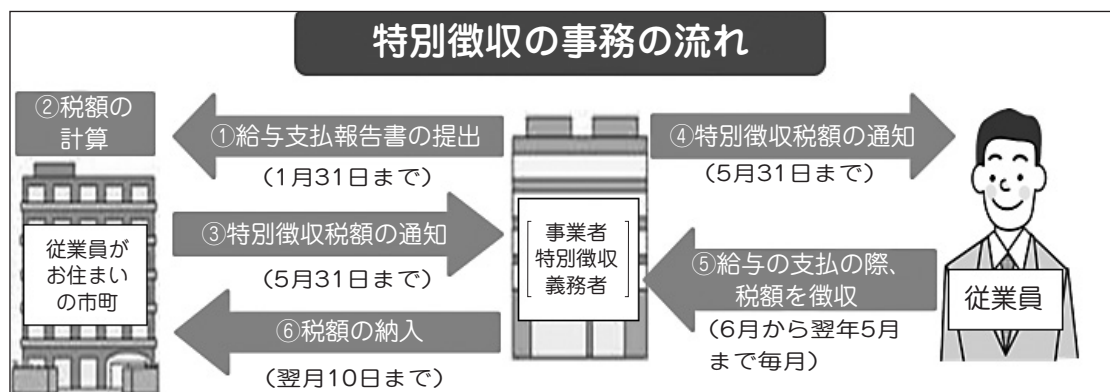 特別徴収の事務の流れ
②税額の
計算
①給与支払報告書の提出
(1月31日まで)
④特別徴収税額の通知
(5月31日まで)
従業員が
お住まい
の市町
③特別徴収税額の通知
(5月31日まで)
事業者
特別徴収
義務者
⑤給与の支払の際、
税額を徴収
(6月から翌年5月
まで毎月)
従業員
⑥税額の納入
(翌月10日まで)